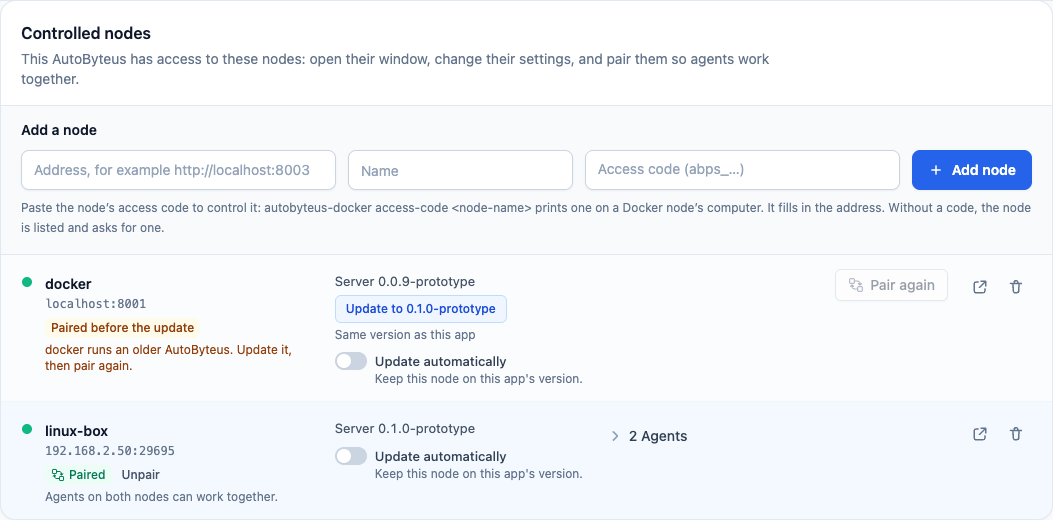 Controlled nodes
This AutoByteus has access to these nodes: open their window, change their settings, and pair them so agents work
together.
Add a node
Address, for example http://localhost:8003
Name
Access code (abps_…)
+ Add node
Paste the node's access code to control it: autobyteus-docker access-code <node-name> prints one on a Docker node's computer. It fills in the address. Without a code, the node
is listed and asks for one.
docker
localhost:8001
Paired before the update
docker runs an older AutoByteus. Update it,
then pair again.
Server 0.0.9-prototype
Update to 0.1.0-prototype
Same version as this app
Update automatically
Keep this node on this app's version.
Pair again
linux-box
192.168.2.50:29695
Paired Unpair
Agents on both nodes can work together.
Server 0.1.0-prototype
Update automatically
Keep this node on this app's version.
2 Agents